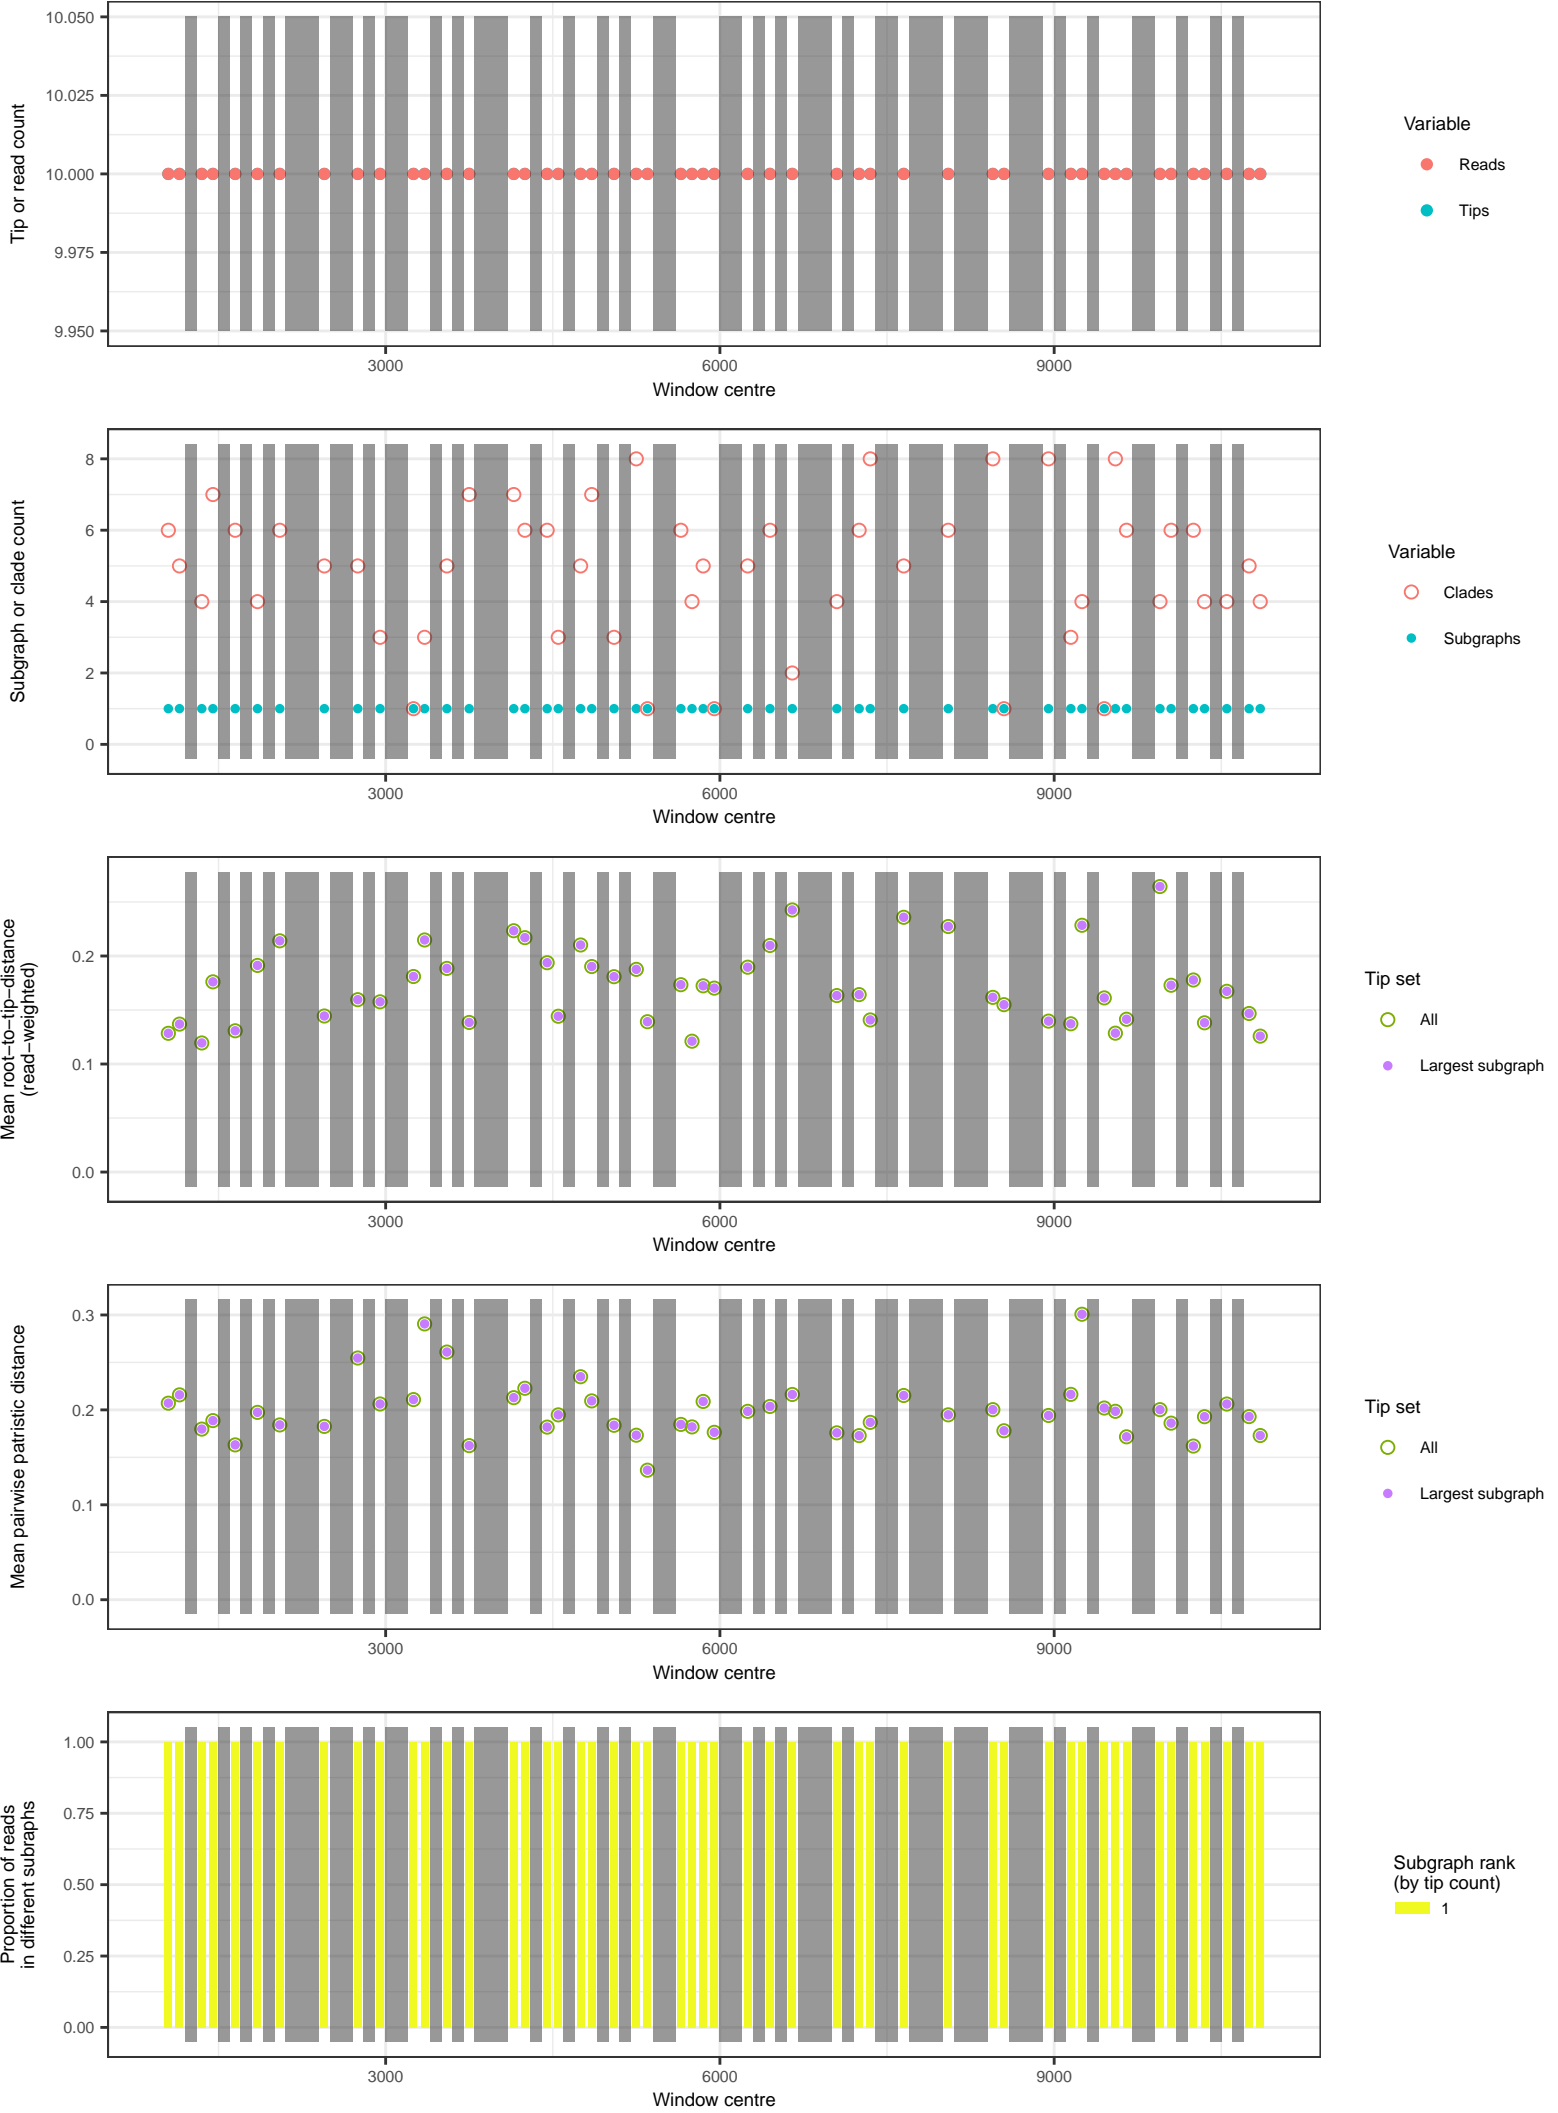 10.050
10.025
10.000
9.975
9.950
Tip or read count
3000
6000
9000
Window centre
Variable
Reads
Tips
8
6
4
2
0
Subgraph or clade count
3000
6000
9000
Window centre
Variable
Clades
Subgraphs
0.2
0.1
0.0
Mean root−to−tip−distance
(read−weighted)
3000
6000
9000
Window centre
Tip set
All
Largest subgraph
0.3
0.2
0.1
0.0
Mean pairwise patristic distance
3000
6000
9000
Window centre
Tip set
All
Largest subgraph
1.00
0.75
0.50
0.25
0.00
Proportion of reads
in different subraphs
3000
6000
9000
Window centre
Subgraph rank
(by tip count)
1